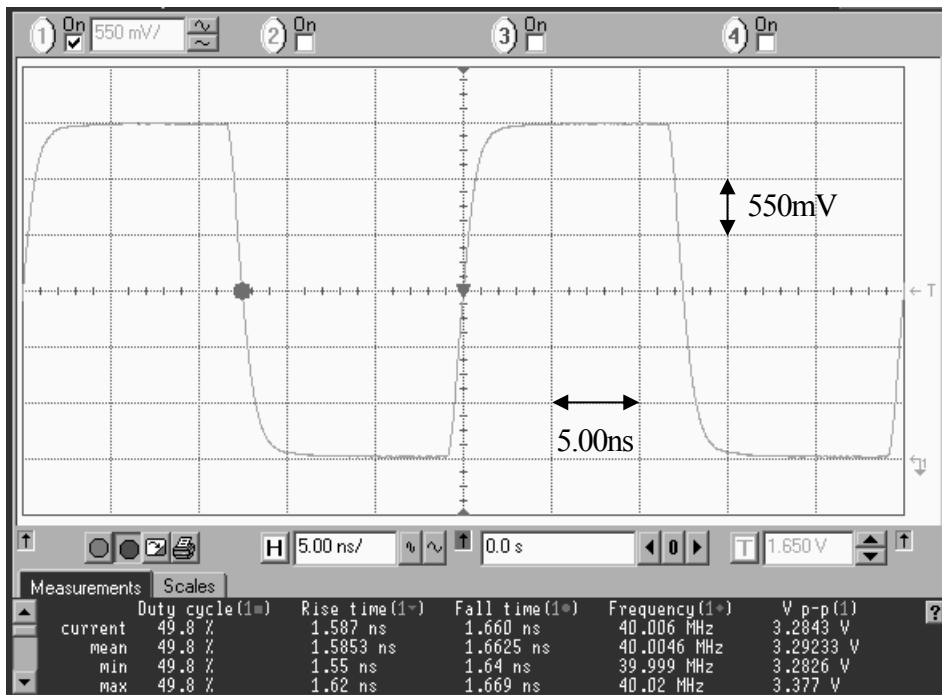 1 On 2 On 3 On 4 On
550 mV/
550mV
T
5.00ns
1
H 5.00 ns/ 0.0 s 0 T 1.650 V
Measurements Scales
Duty cycle(1■) Rise time(1▾) Fall time(1●) Frequency(1◆) V p-p(1) ?
current 49.8 % 1.587 ns 1.660 ns 40.006 MHz 3.2843 V
mean 49.8 % 1.5853 ns 1.6625 ns 40.0046 MHz 3.29233 V
min 49.8 % 1.55 ns 1.64 ns 39.999 MHz 3.2826 V
max 49.8 % 1.62 ns 1.669 ns 40.02 MHz 3.377 V